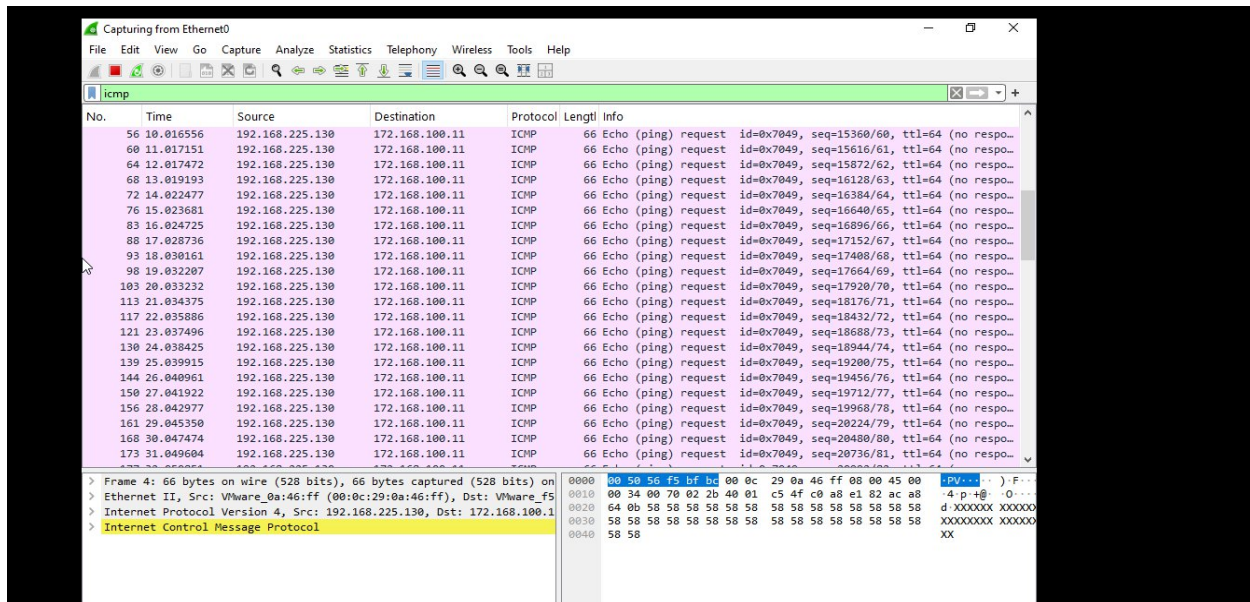 Capturing from Ethernet0
File Edit View Go Capture Analyze Statistics Telephony Wireless Tools Help
icmp
No. Time Source Destination Protocol Lengtl Info
56 10.016556 192.168.225.130 172.168.100.11 ICMP 66 Echo (ping) request id=0x7049, seq=15360/60, ttl=64 (no respo…
60 11.017151 192.168.225.130 172.168.100.11 ICMP 66 Echo (ping) request id=0x7049, seq=15616/61, ttl=64 (no respo…
64 12.017472 192.168.225.130 172.168.100.11 ICMP 66 Echo (ping) request id=0x7049, seq=15872/62, ttl=64 (no respo…
68 13.019193 192.168.225.130 172.168.100.11 ICMP 66 Echo (ping) request id=0x7049, seq=16128/63, ttl=64 (no respo…
72 14.022477 192.168.225.130 172.168.100.11 ICMP 66 Echo (ping) request id=0x7049, seq=16384/64, ttl=64 (no respo…
76 15.023681 192.168.225.130 172.168.100.11 ICMP 66 Echo (ping) request id=0x7049, seq=16640/65, ttl=64 (no respo…
83 16.024725 192.168.225.130 172.168.100.11 ICMP 66 Echo (ping) request id=0x7049, seq=16896/66, ttl=64 (no respo…
88 17.028736 192.168.225.130 172.168.100.11 ICMP 66 Echo (ping) request id=0x7049, seq=17152/67, ttl=64 (no respo…
93 18.030161 192.168.225.130 172.168.100.11 ICMP 66 Echo (ping) request id=0x7049, seq=17408/68, ttl=64 (no respo…
98 19.032207 192.168.225.130 172.168.100.11 ICMP 66 Echo (ping) request id=0x7049, seq=17664/69, ttl=64 (no respo…
103 20.033232 192.168.225.130 172.168.100.11 ICMP 66 Echo (ping) request id=0x7049, seq=17920/70, ttl=64 (no respo…
113 21.034375 192.168.225.130 172.168.100.11 ICMP 66 Echo (ping) request id=0x7049, seq=18176/71, ttl=64 (no respo…
117 22.035886 192.168.225.130 172.168.100.11 ICMP 66 Echo (ping) request id=0x7049, seq=18432/72, ttl=64 (no respo…
121 23.037496 192.168.225.130 172.168.100.11 ICMP 66 Echo (ping) request id=0x7049, seq=18688/73, ttl=64 (no respo…
130 24.038425 192.168.225.130 172.168.100.11 ICMP 66 Echo (ping) request id=0x7049, seq=18944/74, ttl=64 (no respo…
139 25.039915 192.168.225.130 172.168.100.11 ICMP 66 Echo (ping) request id=0x7049, seq=19200/75, ttl=64 (no respo…
144 26.040961 192.168.225.130 172.168.100.11 ICMP 66 Echo (ping) request id=0x7049, seq=19456/76, ttl=64 (no respo…
150 27.041922 192.168.225.130 172.168.100.11 ICMP 66 Echo (ping) request id=0x7049, seq=19712/77, ttl=64 (no respo…
156 28.042977 192.168.225.130 172.168.100.11 ICMP 66 Echo (ping) request id=0x7049, seq=19968/78, ttl=64 (no respo…
161 29.045350 192.168.225.130 172.168.100.11 ICMP 66 Echo (ping) request id=0x7049, seq=20224/79, ttl=64 (no respo…
168 30.047474 192.168.225.130 172.168.100.11 ICMP 66 Echo (ping) request id=0x7049, seq=20480/80, ttl=64 (no respo…
173 31.049604 192.168.225.130 172.168.100.11 ICMP 66 Echo (ping) request id=0x7049, seq=20736/81, ttl=64 (no respo…
> Frame 4: 66 bytes on wire (528 bits), 66 bytes captured (528 bits) on
> Ethernet II, Src: VMware_0a:46:ff (00:0c:29:0a:46:ff), Dst: VMware_f5
> Internet Protocol Version 4, Src: 192.168.225.130, Dst: 172.168.100.1
> Internet Control Message Protocol
0000 00 50 56 f5 bf bc 00 0c 29 0a 46 ff 08 00 45 00 ·PV····· )·F···
0010 00 34 00 70 02 2b 40 01 c5 4f c0 a8 e1 82 ac a8 ·4·p·+@· ·O····
0020 64 0b 58 58 58 58 58 58 58 58 58 58 58 58 58 58 d·XXXXXX XXXXX
0030 58 58 58 58 58 58 58 58 58 58 58 58 58 58 58 58 XXXXXXXX XXXXX
0040 58 58 XX